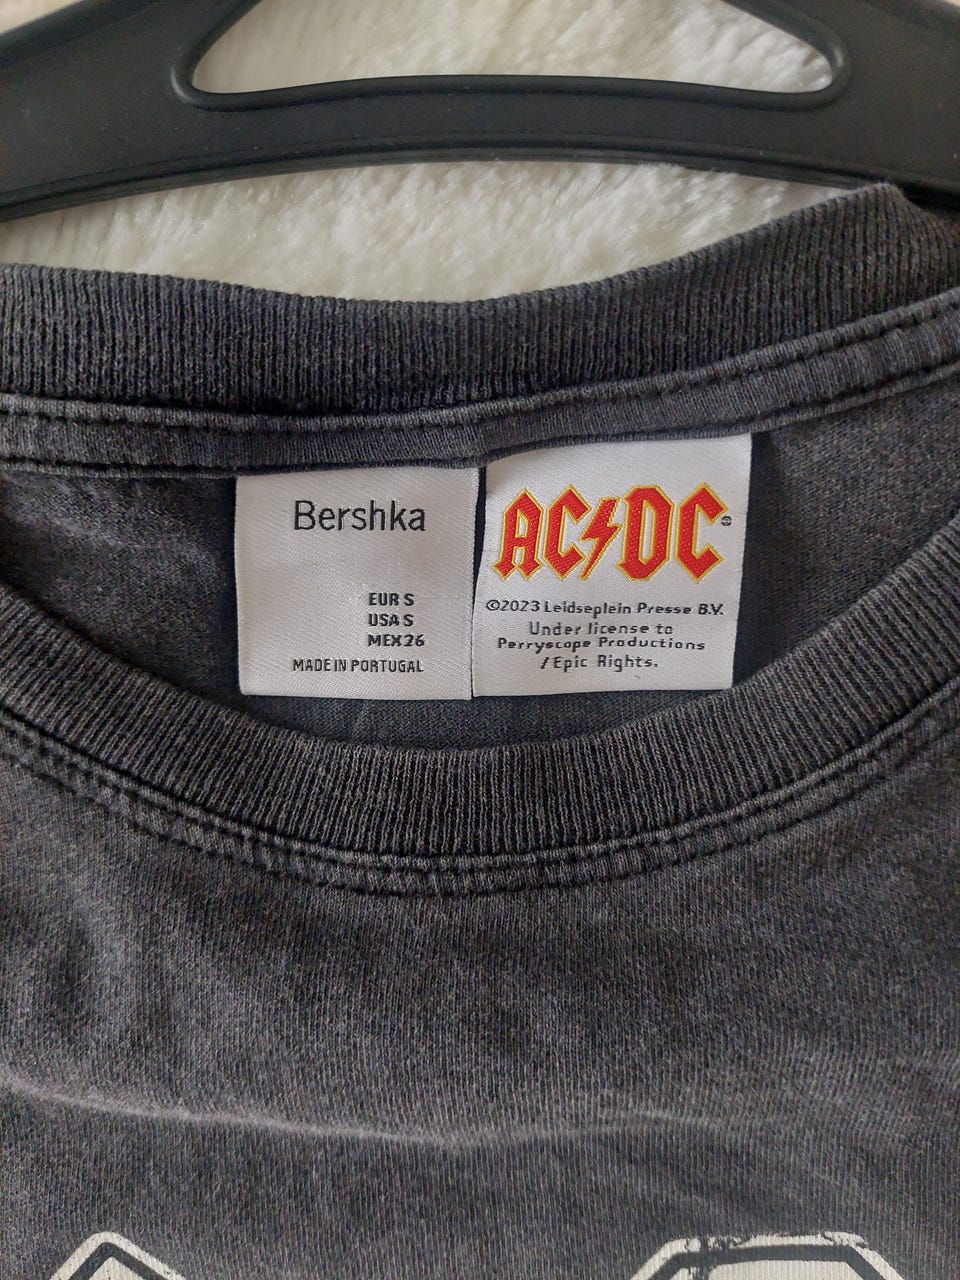 Bershka
EUR S
USA S
MEX 26
MADE IN PORTUGAL
AC⚡DC
©2023 Leidseplein Presse B.V.
Under license to
Perryscope Productions
/Epic Rights.